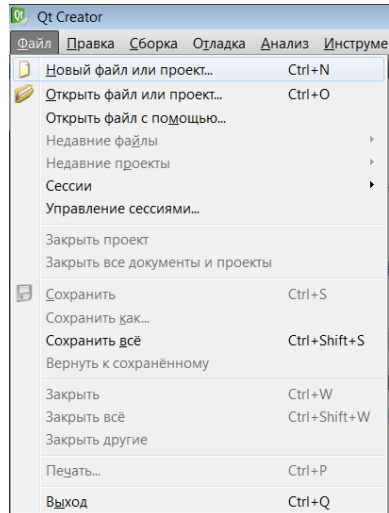 Qt Creator
Файл Правка Сборка Отладка Анализ Инструме
Новый файл или проект... Ctrl+N
Открыть файл или проект... Ctrl+O
Открыть файл с помощью...
Недавние файлы
Недавние проекты
Сессии
Управление сессиями...
Закрыть проект
Закрыть все документы и проекты
Сохранить Ctrl+S
Сохранить как...
Сохранить всё Ctrl+Shift+S
Вернуть к сохранённому
Закрыть Ctrl+W
Закрыть всё Ctrl+Shift+W
Закрыть другие
Печать... Ctrl+P
Выход Ctrl+Q